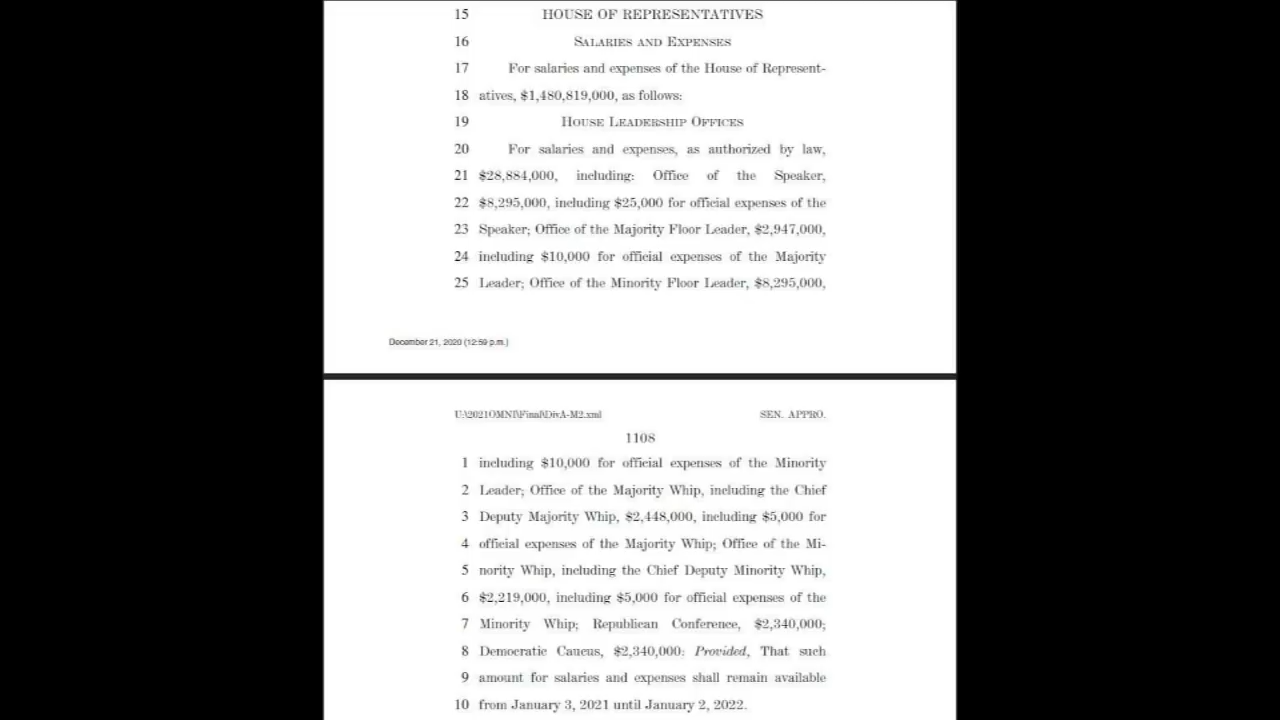 15 HOUSE OF REPRESENTATIVES
16 SALARIES AND EXPENSES
17 For salaries and expenses of the House of Represent-
18 atives, $1,480,819,000, as follows:
19 HOUSE LEADERSHIP OFFICES
20 For salaries and expenses, as authorized by law,
21 $28,884,000, including: Office of the Speaker,
22 $8,295,000, including $25,000 for official expenses of the
23 Speaker; Office of the Majority Floor Leader, $2,947,000,
24 including $10,000 for official expenses of the Majority
25 Leader; Office of the Minority Floor Leader, $8,295,000,
December 21, 2020 (12:59 p.m.)
U:\2021OMNI\Final\DivA-M2.xml SEN. APPRO.
1108
1 including $10,000 for official expenses of the Minority
2 Leader; Office of the Majority Whip, including the Chief
3 Deputy Majority Whip, $2,448,000, including $5,000 for
4 official expenses of the Majority Whip; Office of the Mi-
5 nority Whip, including the Chief Deputy Minority Whip,
6 $2,219,000, including $5,000 for official expenses of the
7 Minority Whip; Republican Conference, $2,340,000;
8 Democratic Caucus, $2,340,000: Provided, That such
9 amount for salaries and expenses shall remain available
10 from January 3, 2021 until January 2, 2022.